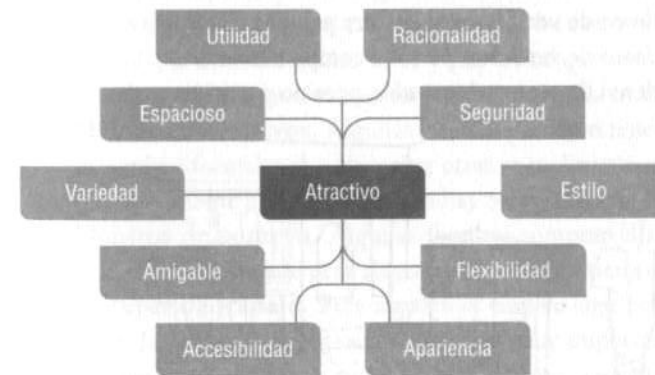 Utilidad
Racionalidad
Espacioso
Seguridad
Variedad
Atractivo
Estilo
Amigable
Flexibilidad
Accesibilidad
Apariencia